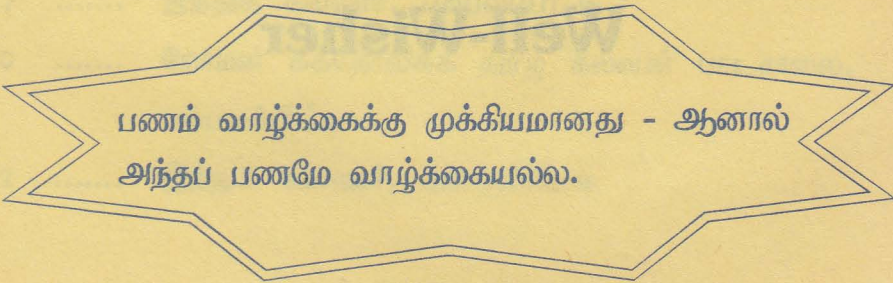 பணம் வாழ்க்கைக்கு முக்கியமானது - ஆனால்
அந்தப் பணமே வாழ்க்கையல்ல.